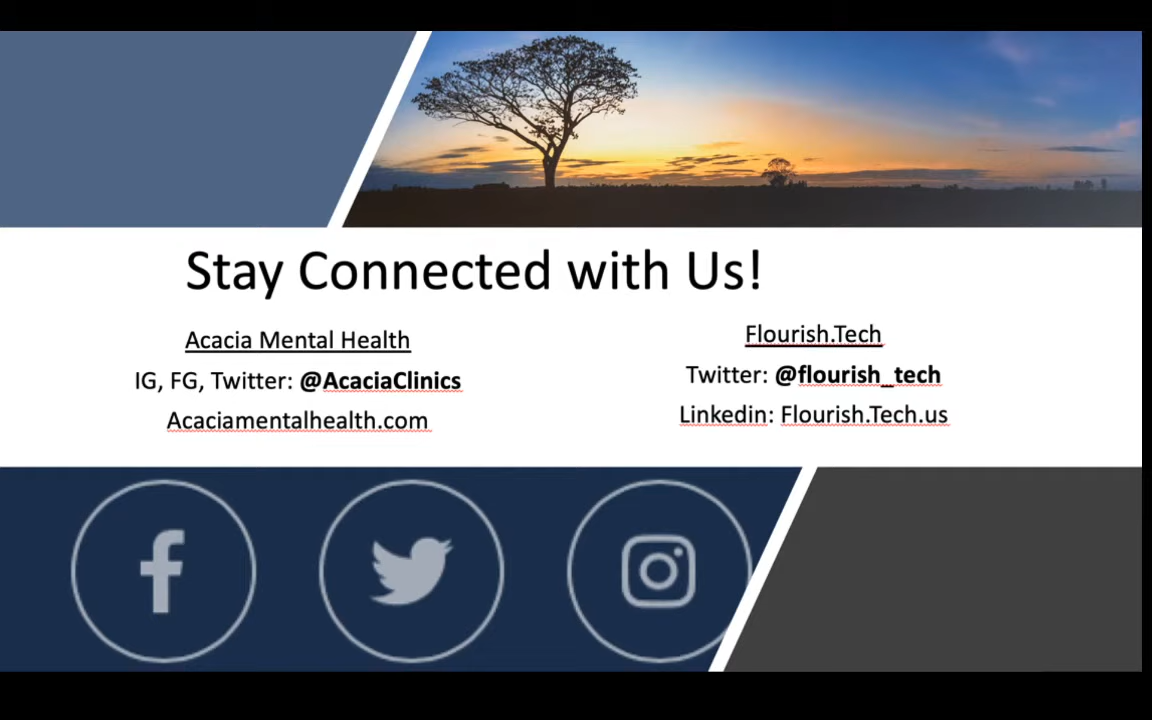 Stay Connected with Us!
Acacia Mental Health
IG, FG, Twitter: @AcaciaClinics
Acaciamentalhealth.com
Flourish.Tech
Twitter: @flourish_tech
Linkedin: Flourish.Tech.us